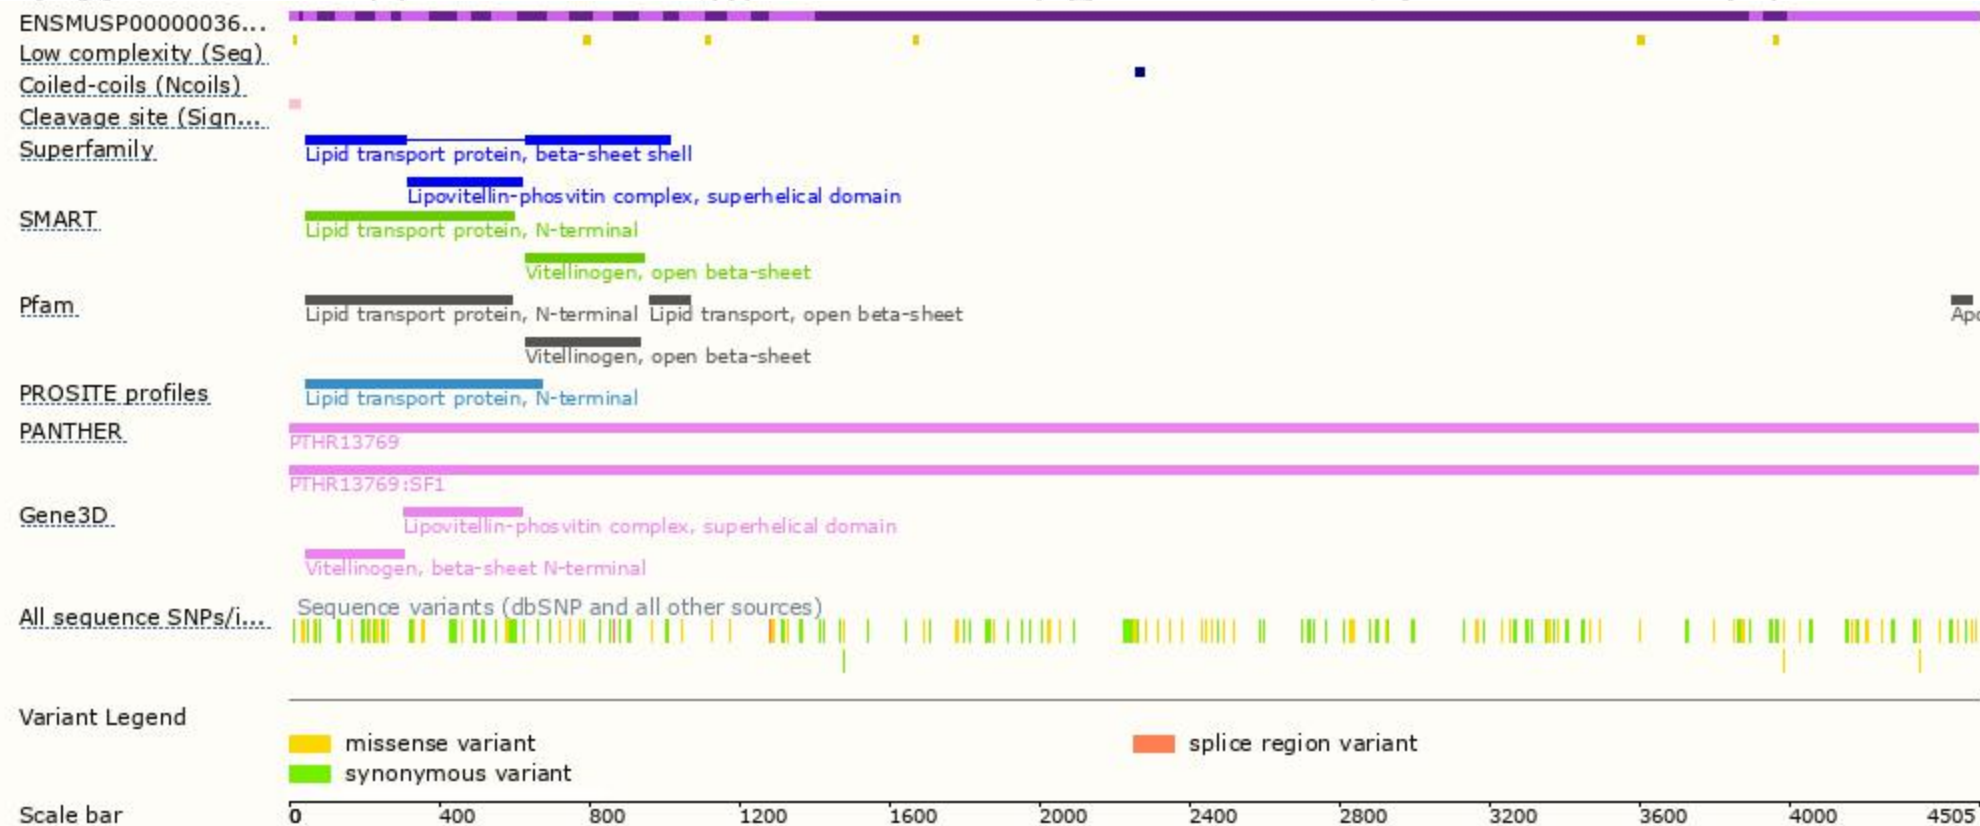 ENSMUSP00000036...
Low complexity (Seg)
Coiled-coils (Ncoils)
Cleavage site (Sign...
Superfamily
Lipid transport protein, beta-sheet shell
Lipovitellin-phosvitin complex, superhelical domain
SMART
Lipid transport protein, N-terminal
Vitellinogen, open beta-sheet
Pfam
Lipid transport protein, N-terminal Lipid transport, open beta-sheet Apo
Vitellinogen, open beta-sheet
PROSITE profiles
Lipid transport protein, N-terminal
PANTHER
PTHR13769
PTHR13769:SF1
Gene3D
Lipovitellin-phosvitin complex, superhelical domain
Vitellinogen, beta-sheet N-terminal
Sequence variants (dbSNP and all other sources)
All sequence SNPs/i...
Variant Legend
missense variant splice region variant
synonymous variant
Scale bar 0 400 800 1200 1600 2000 2400 2800 3200 3600 4000 4505